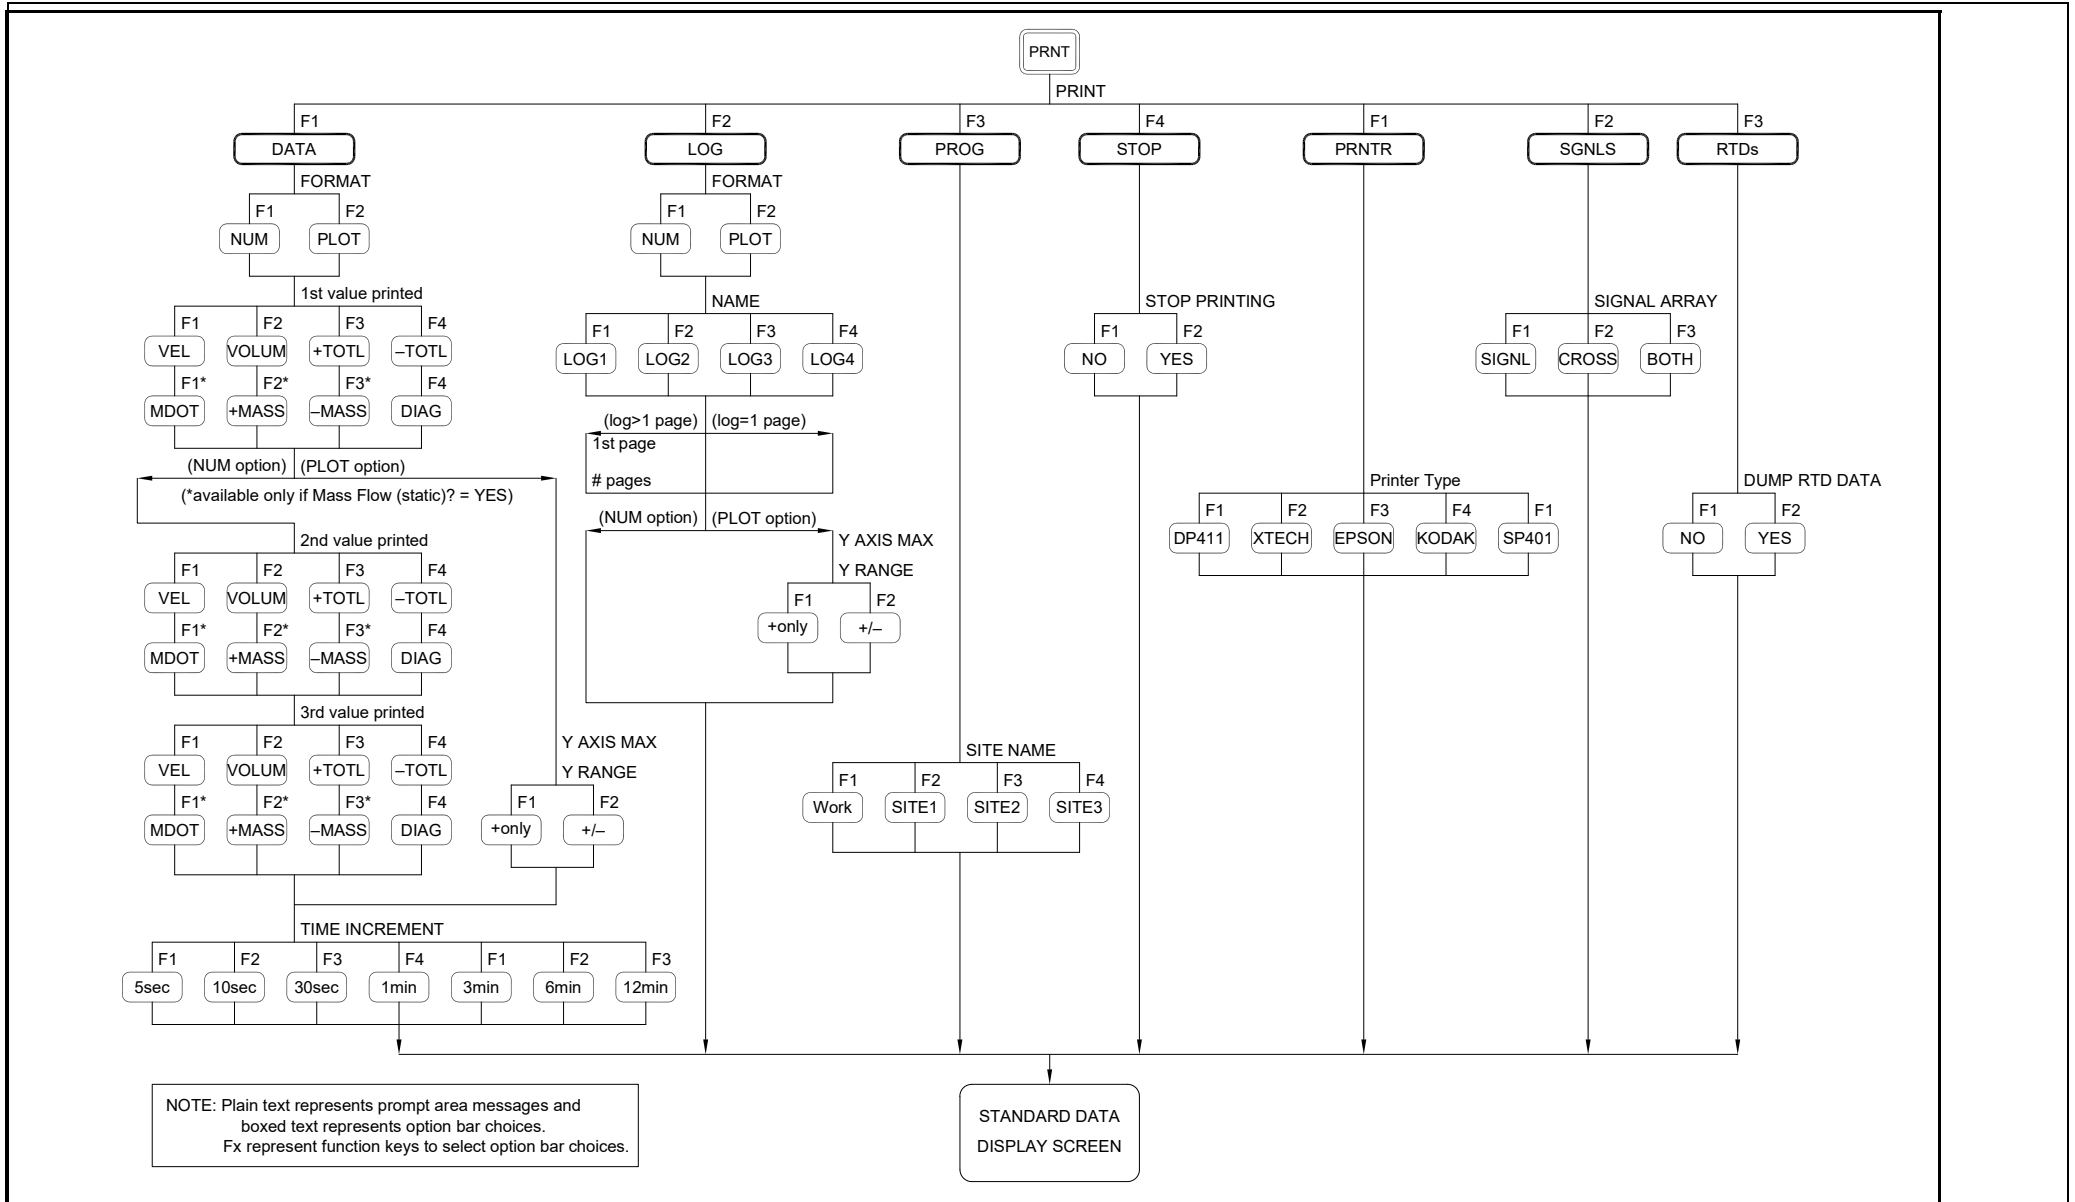 PRNT
PRINT
F1 F2 F3 F4 F1 F2 F3
DATA LOG PROG STOP PRNTR SGNLS RTDs
FORMAT FORMAT
F1 F2 F1 F2
NUM PLOT NUM PLOT
1st value printed
NAME STOP PRINTING SIGNAL ARRAY
F1 F2 F3 F4
F1 F2 F3 F4 F1 F2 F1 F2 F3
VEL VOLUM +TOTL –TOTL
LOG1 LOG2 LOG3 LOG4 NO YES SIGNL CROSS BOTH
F1* F2* F3* F4
MDOT +MASS –MASS DIAG
(log>1 page) (log=1 page)
1st page
(NUM option) (PLOT option)
# pages Printer Type DUMP RTD DATA
(*available only if Mass Flow (static)? = YES)
F1 F2 F3 F4 F1 F1 F2
(NUM option) (PLOT option)
DP411 XTECH EPSON KODAK SP401 NO YES
2nd value printed Y AXIS MAX
F1 F2 F3 F4 Y RANGE
VEL VOLUM +TOTL –TOTL F1 F2
F1* F2* F3* F4 +only +/–
MDOT +MASS –MASS DIAG
3rd value printed
F1 F2 F3 F4 Y AXIS MAX SITE NAME
VEL VOLUM +TOTL –TOTL Y RANGE
F1 F2 F3 F4
F1* F2* F3* F4 F1 F2
Work SITE1 SITE2 SITE3
MDOT +MASS –MASS DIAG +only +/–
TIME INCREMENT
F1 F2 F3 F4 F1 F2 F3
5sec 10sec 30sec 1min 3min 6min 12min
NOTE: Plain text represents prompt area messages and
boxed text represents option bar choices.
Fx represent function keys to select option bar choices.
STANDARD DATA
DISPLAY SCREEN